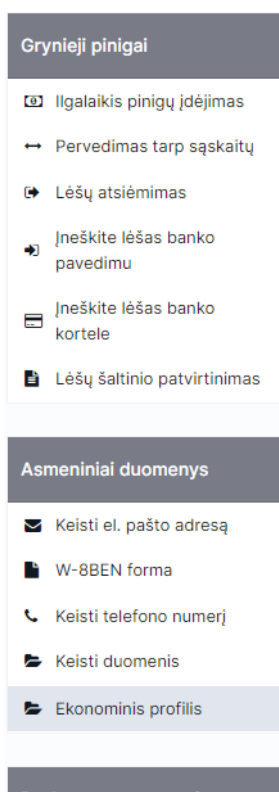 Grynieji pinigai
Ilgalaikis pinigų įdėjimas
Pervedimas tarp sąskaitų
Lėšų atsiėmimas
Įneškite lėšas banko
pavedimu
Įneškite lėšas banko
kortele
Lėšų šaltinio patvirtinimas
Asmeniniai duomenys
Keisti el. pašto adresą
W-8BEN forma
Keisti telefono numerį
Keisti duomenis
Ekonominis profilis